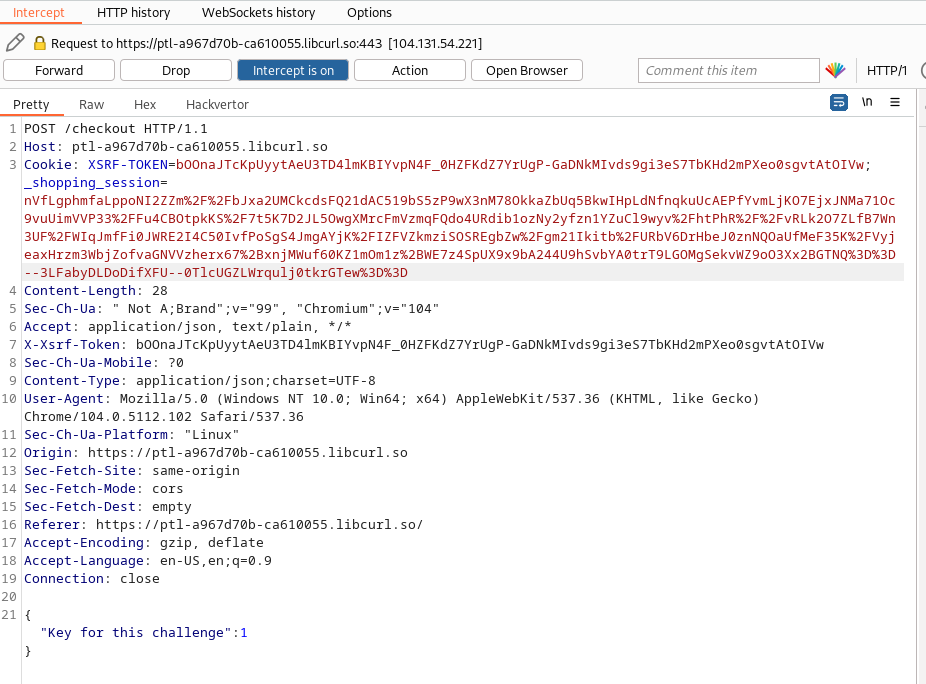 Intercept HTTP history WebSockets history Options
Request to https://ptl-a967d70b-ca610055.libcurl.so:443 [104.131.54.221]
Forward Drop Intercept is on Action Open Browser Comment this item HTTP/1
Pretty Raw Hex Hackvertor \n
1 POST /checkout HTTP/1.1
2 Host: ptl-a967d70b-ca610055.libcurl.so
3 Cookie: XSRF-TOKEN=bOOnaJTcKpUyytAeU3TD4lmKBIYvpN4F_0HZFKdZ7YrUgP-GaDNkMIvds9gi3eS7TbKHd2mPXeo0sgvtAtOIVw;
_shopping_session=
nVfLgphmfaLppoNI2ZZm%2F%2FbJxa2UMCkcdsFQ21dAC519bS5zP9wX3nM78OkkaZbUq5BkwIHpLdNfnqkuUcAEPfYvmLjKO7EjxJNMa71Oc
9vuUimVVP33%2FFu4CBOtpkKS%2F7t5K7D2JL5OwgXMrcFmVzmqFQdo4URdib1ozNy2yfzn1YZuCl9wyv%2FhtPhR%2F%2FvRLk2O7ZLfB7Wn
3UF%2FWIqJmfFi0JWRE2I4C50IvfPoSgS4JmgAYjK%2FIZFVZkmziSOSREgbZw%2Fgm21Ikitb%2FURbV6DrHbeJ0znNQOaUfMeF35K%2FVyj
eaxHrzm3WbjZofvaGNVVzherx67%2BxnjMWuf60KZ1mOm1z%2BWE7z4SpUX9x9bA244U9hSvbYA0trT9LGOMgSekvWZ9oO3Xx2BGTNQ%3D%3D
--3LFabyDLDoDifXFU--0TlcUGZLWrqulj0tkrGTew%3D%3D
4 Content-Length: 28
5 Sec-Ch-Ua: " Not A;Brand";v="99", "Chromium";v="104"
6 Accept: application/json, text/plain, */*
7 X-Xsrf-Token: bOOnaJTcKpUyytAeU3TD4lmKBIYvpN4F_0HZFKdZ7YrUgP-GaDNkMIvds9gi3eS7TbKHd2mPXeo0sgvtAtOIVw
8 Sec-Ch-Ua-Mobile: ?0
9 Content-Type: application/json;charset=UTF-8
10 User-Agent: Mozilla/5.0 (Windows NT 10.0; Win64; x64) AppleWebKit/537.36 (KHTML, like Gecko)
Chrome/104.0.5112.102 Safari/537.36
11 Sec-Ch-Ua-Platform: "Linux"
12 Origin: https://ptl-a967d70b-ca610055.libcurl.so
13 Sec-Fetch-Site: same-origin
14 Sec-Fetch-Mode: cors
15 Sec-Fetch-Dest: empty
16 Referer: https://ptl-a967d70b-ca610055.libcurl.so/
17 Accept-Encoding: gzip, deflate
18 Accept-Language: en-US,en;q=0.9
19 Connection: close
20
21 {
"Key for this challenge":1
}